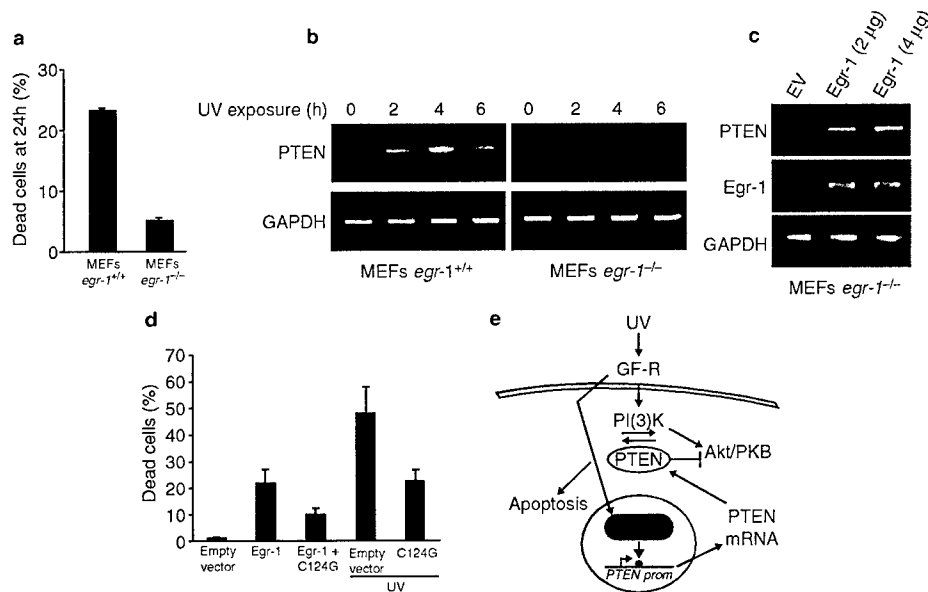 a
Dead cells at 24h (%)
30
20
10
0
MEFs
egr-1+/+
MEFs
egr-1–/–
b
UV exposure (h)
0 2 4 6 0 2 4 6
PTEN
GAPDH
MEFs egr-1+/+
MEFs egr-1–/–
c
EV
Egr-1 (2 µg)
Egr-1 (4 µg)
PTEN
Egr-1
GAPDH
MEFs egr-1–/–
d
Dead cells (%)
70
60
50
40
30
20
10
0
Empty
vector
Egr-1
Egr-1 +
C124G
Empty
vector
C124G
UV
e
UV
GF-R
PI(3)K
Akt/PKB
PTEN
Apoptosis
PTEN
mRNA
PTEN prom